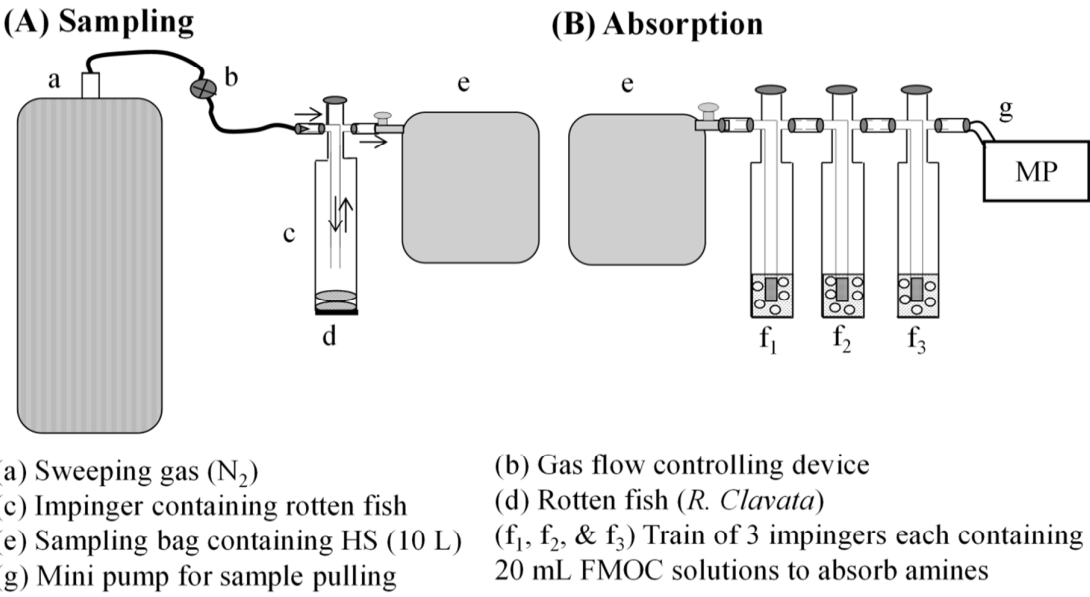 (A) Sampling
(B) Absorption
a
b
e
c
d
e
g
MP
f₁
f₂
f₃
(a) Sweeping gas (N₂)
(b) Gas flow controlling device
(c) Impinger containing rotten fish
(d) Rotten fish (R. Clavata)
(e) Sampling bag containing HS (10 L)
(f₁, f₂, & f₃) Train of 3 impingers each containing
20 mL FMOC solutions to absorb amines
(g) Mini pump for sample pulling